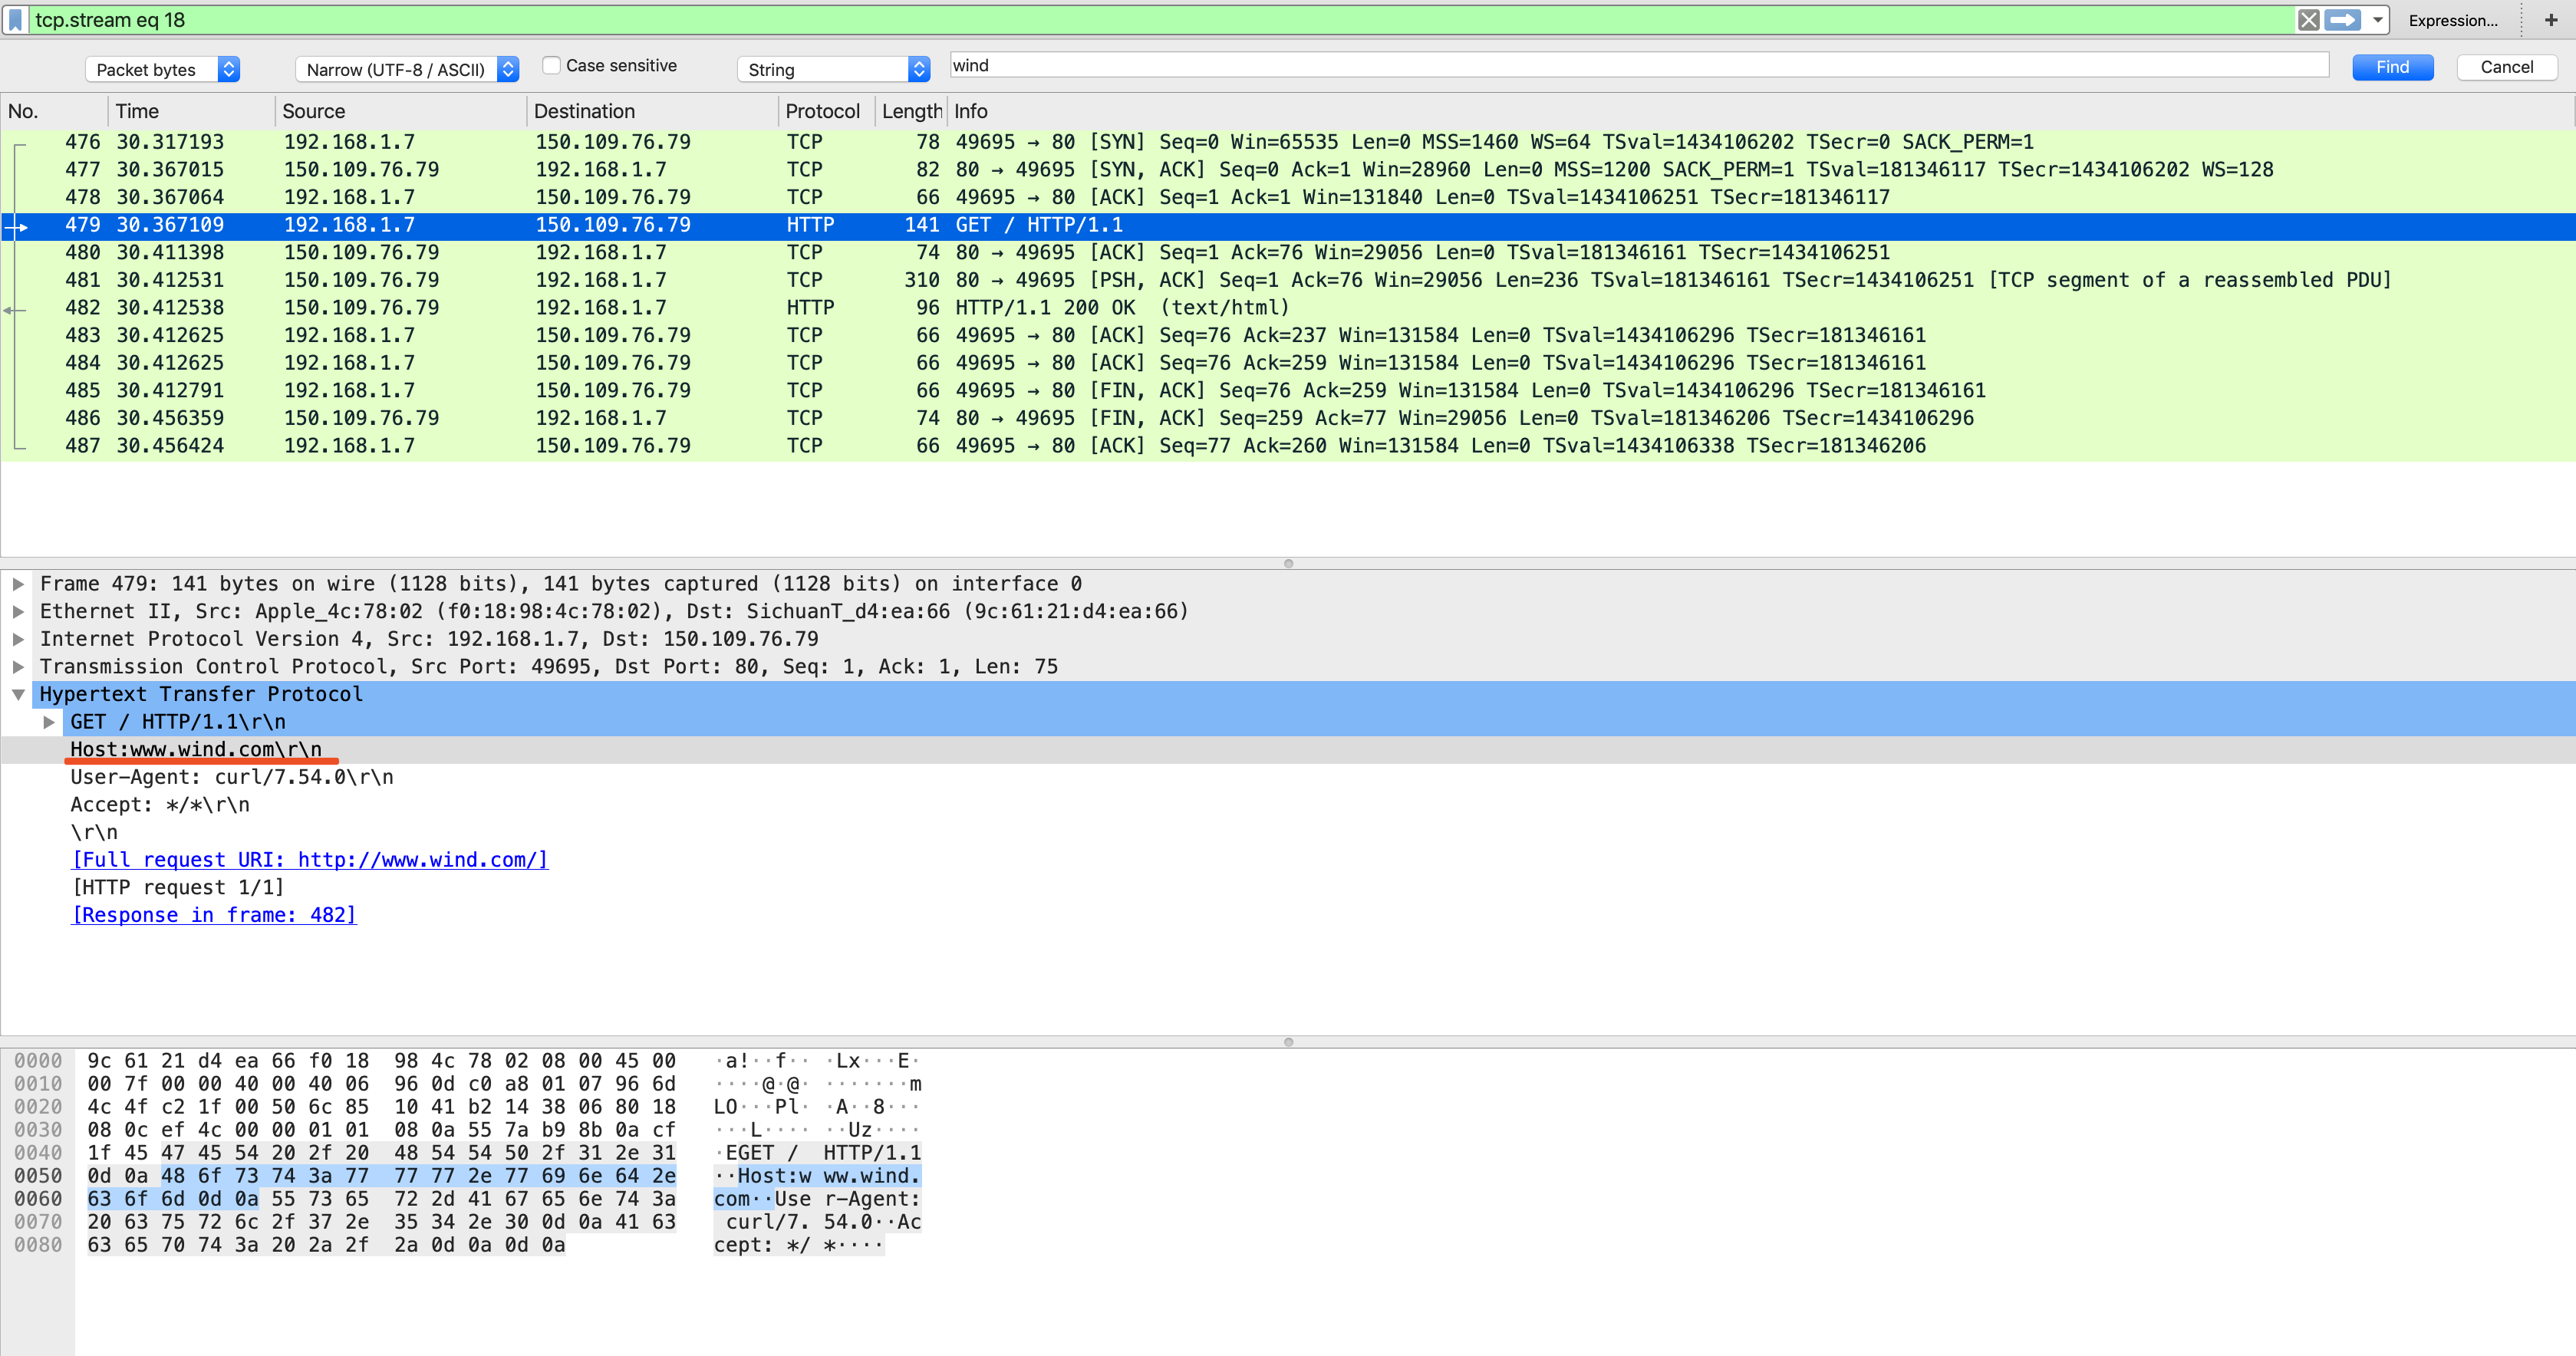 tcp.stream eq 18 Expression... +
Packet bytes Narrow (UTF-8 / ASCII) Case sensitive String wind Find Cancel
No. Time Source Destination Protocol Length Info
476 30.317193 192.168.1.7 150.109.76.79 TCP 78 49695 → 80 [SYN] Seq=0 Win=65535 Len=0 MSS=1460 WS=64 TSval=1434106202 TSecr=0 SACK_PERM=1
477 30.367015 150.109.76.79 192.168.1.7 TCP 82 80 → 49695 [SYN, ACK] Seq=0 Ack=1 Win=28960 Len=0 MSS=1200 SACK_PERM=1 TSval=181346117 TSecr=1434106202 WS=128
478 30.367064 192.168.1.7 150.109.76.79 TCP 66 49695 → 80 [ACK] Seq=1 Ack=1 Win=131840 Len=0 TSval=1434106251 TSecr=181346117
479 30.367109 192.168.1.7 150.109.76.79 HTTP 141 GET / HTTP/1.1
480 30.411398 150.109.76.79 192.168.1.7 TCP 74 80 → 49695 [ACK] Seq=1 Ack=76 Win=29056 Len=0 TSval=181346161 TSecr=1434106251
481 30.412531 150.109.76.79 192.168.1.7 TCP 310 80 → 49695 [PSH, ACK] Seq=1 Ack=76 Win=29056 Len=236 TSval=181346161 TSecr=1434106251 [TCP segment of a reassembled PDU]
482 30.412538 150.109.76.79 192.168.1.7 HTTP 96 HTTP/1.1 200 OK (text/html)
483 30.412625 192.168.1.7 150.109.76.79 TCP 66 49695 → 80 [ACK] Seq=76 Ack=237 Win=131584 Len=0 TSval=1434106296 TSecr=181346161
484 30.412625 192.168.1.7 150.109.76.79 TCP 66 49695 → 80 [ACK] Seq=76 Ack=259 Win=131584 Len=0 TSval=1434106296 TSecr=181346161
485 30.412791 192.168.1.7 150.109.76.79 TCP 66 49695 → 80 [FIN, ACK] Seq=76 Ack=259 Win=131584 Len=0 TSval=1434106296 TSecr=181346161
486 30.456359 150.109.76.79 192.168.1.7 TCP 74 80 → 49695 [FIN, ACK] Seq=259 Ack=77 Win=29056 Len=0 TSval=181346206 TSecr=1434106296
487 30.456424 192.168.1.7 150.109.76.79 TCP 66 49695 → 80 [ACK] Seq=77 Ack=260 Win=131584 Len=0 TSval=1434106338 TSecr=181346206
Frame 479: 141 bytes on wire (1128 bits), 141 bytes captured (1128 bits) on interface 0
Ethernet II, Src: Apple_4c:78:02 (f0:18:98:4c:78:02), Dst: SichuanT_d4:ea:66 (9c:61:21:d4:ea:66)
Internet Protocol Version 4, Src: 192.168.1.7, Dst: 150.109.76.79
Transmission Control Protocol, Src Port: 49695, Dst Port: 80, Seq: 1, Ack: 1, Len: 75
Hypertext Transfer Protocol
GET / HTTP/1.1\r\n
Host:www.wind.com\r\n
User-Agent: curl/7.54.0\r\n
Accept: */*\r\n
\r\n
[Full request URI: http://www.wind.com/]
[HTTP request 1/1]
[Response in frame: 482]
0000 9c 61 21 d4 ea 66 f0 18 98 4c 78 02 08 00 45 00 ·a!··f·· ·Lx···E·
0010 00 7f 00 00 40 00 40 06 96 0d c0 a8 01 07 96 6d ····@·@· ·······m
0020 4c 4f c2 1f 00 50 6c 85 10 41 b2 14 38 06 80 18 LO···Pl· ·A··8···
0030 08 0c ef 4c 00 00 01 01 08 0a 55 7a b9 8b 0a cf ···L···· ··Uz····
0040 1f 45 47 45 54 20 2f 20 48 54 54 50 2f 31 2e 31 ·EGET / HTTP/1.1
0050 0d 0a 48 6f 73 74 3a 77 77 77 2e 77 69 6e 64 2e ··Host:w ww.wind.
0060 63 6f 6d 0d 0a 55 73 65 72 2d 41 67 65 6e 74 3a com··Use r-Agent:
0070 20 63 75 72 6c 2f 37 2e 35 34 2e 30 0d 0a 41 63 curl/7. 54.0··Ac
0080 63 65 70 74 3a 20 2a 2f 2a 0d 0a 0d 0a cept: */ *····